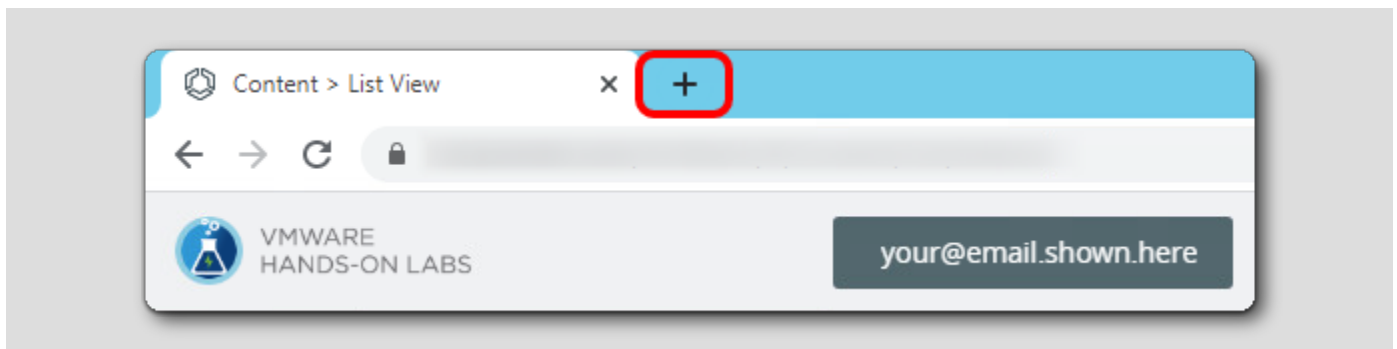 Content > List View
VMWARE
HANDS-ON LABS
your@email.shown.here